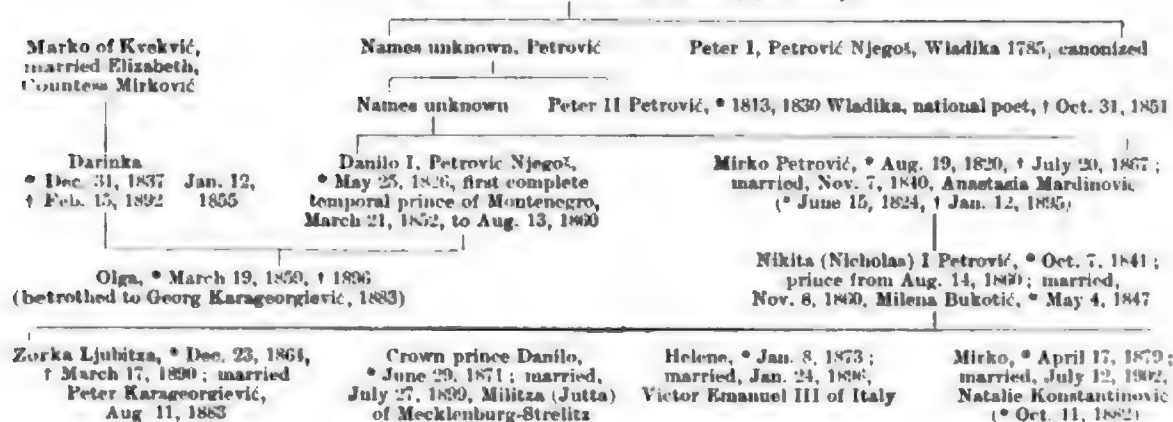 Marko of Kvekvić,
married Elizabeth,
Countess Mirković
Names unknown, Petrović
Peter I, Petrović Njegoš, Wladika 1785, canonized
Names unknown
Peter II Petrović, * 1813, 1830 Wladika, national poet, † Oct. 31, 1851
Darinka
* Dec. 31, 1837 Jan. 12,
† Feb. 15, 1892 1855
Danilo I, Petrovic Njegoš,
* May 25, 1826, first complete
temporal prince of Montenegro,
March 21, 1852, to Aug. 13, 1860
Mirko Petrović, * Aug. 19, 1820, † July 20, 1867;
married, Nov. 7, 1840, Anastasia Mardinovic
(* June 15, 1824, † Jan. 12, 1895)
Olga, * March 19, 1859, † 1896
(betrothed to Georg Karageorgiević, 1883)
Nikita (Nicholas) I Petrović, * Oct. 7, 1841;
prince from Aug. 14, 1860; married,
Nov. 8, 1860, Milena Bukotić, * May 4, 1847
Zorka Ljubitza, * Dec. 23, 1864,
† March 17, 1890; married
Peter Karageorgiević,
Aug 11, 1883
Crown prince Danilo,
* June 29, 1871; married,
July 27, 1899, Militza (Jutta)
of Mecklenburg-Strelitz
Helene, * Jan. 8, 1873;
married, Jan. 24, 1896,
Victor Emanuel III of Italy
Mirko, * April 17, 1879;
married, July 12, 1902,
Natalie Konstantinovic
(* Oct. 11, 1882)